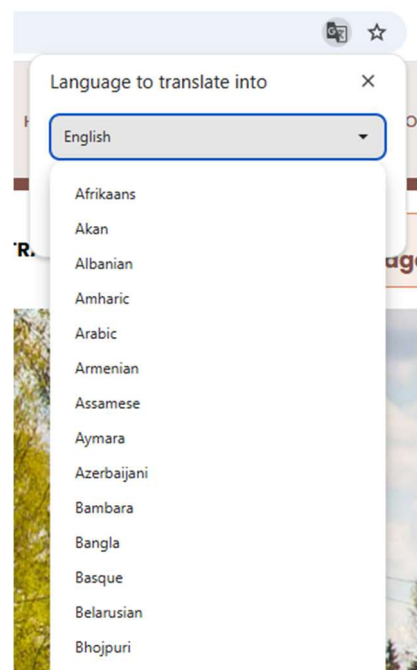 Language to translate into
English
Afrikaans
Akan
Albanian
Amharic
Arabic
Armenian
Assamese
Aymara
Azerbaijani
Bambara
Bangla
Basque
Belarusian
Bhojpuri